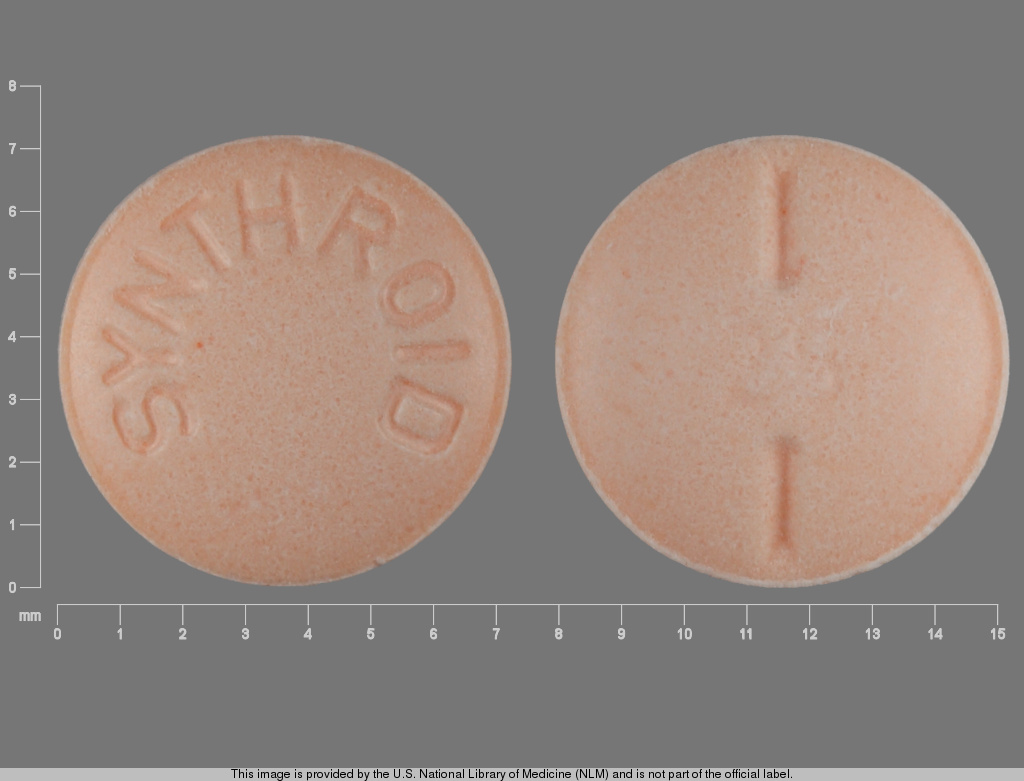 8
7
6
5
4
3
2
1
0
mm
0 1 2 3 4 5 6 7 8 9 10 11 12 13 14 15
SYNTHROID
This image is provided by the U.S. National Library of Medicine (NLM) and is not part of the official label.